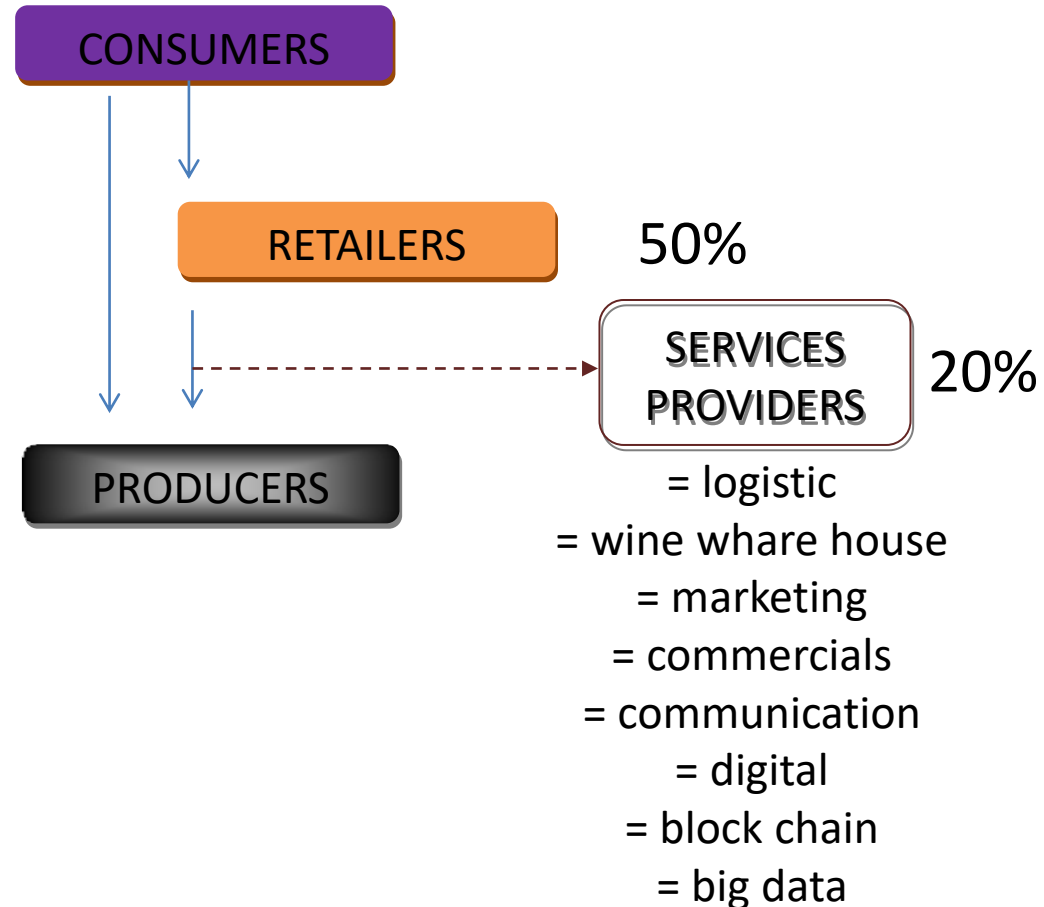 CONSUMERS
RETAILERS
50%
SERVICES
PROVIDERS
20%
PRODUCERS
= logistic
= wine whare house
= marketing
= commercials
= communication
= digital
= block chain
= big data